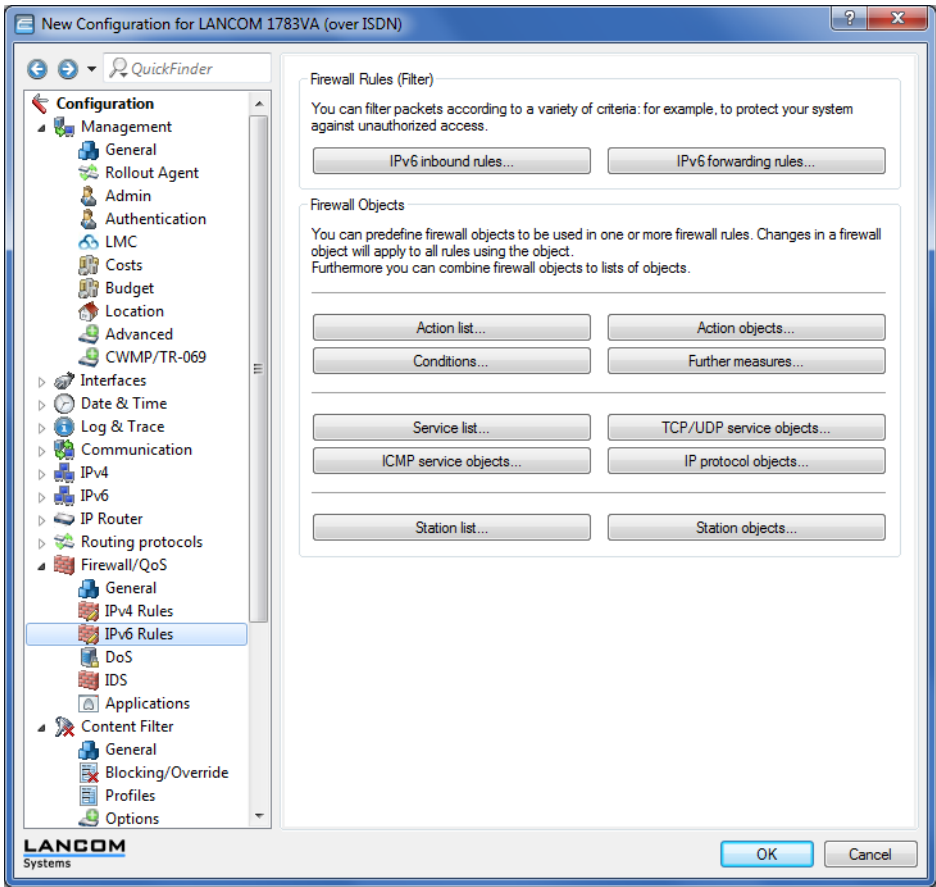 New Configuration for LANCOM 1783VA (over ISDN)
QuickFinder
Configuration
Management
General
Rollout Agent
Admin
Authentication
LMC
Costs
Budget
Location
Advanced
CWMP/TR-069
Interfaces
Date & Time
Log & Trace
Communication
IPv4
IPv6
IP Router
Routing protocols
Firewall/QoS
General
IPv4 Rules
IPv6 Rules
DoS
IDS
Applications
Content Filter
General
Blocking/Override
Profiles
Options
LANCOM
Systems
Firewall Rules (Filter)
You can filter packets according to a variety of criteria: for example, to protect your system
against unauthorized access.
IPv6 inbound rules... IPv6 forwarding rules...
Firewall Objects
You can predefine firewall objects to be used in one or more firewall rules. Changes in a firewall
object will apply to all rules using the object.
Furthermore you can combine firewall objects to lists of objects.
Action list... Action objects...
Conditions... Further measures...
Service list... TCP/UDP service objects...
ICMP service objects... IP protocol objects...
Station list... Station objects...
OK Cancel